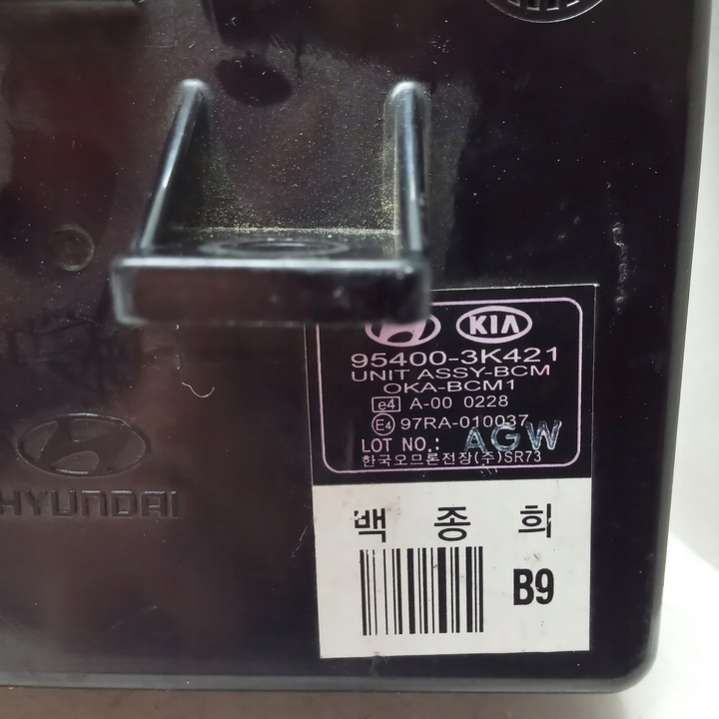 KIA
95400-3K421
UNIT ASSY-BCM
OKA-BCM1
e4 A-00 0228
E4 97RA-010037
LOT NO.: AGW
한국오므론전장(주)SR73
HYUNDAI
백 종 희
B9